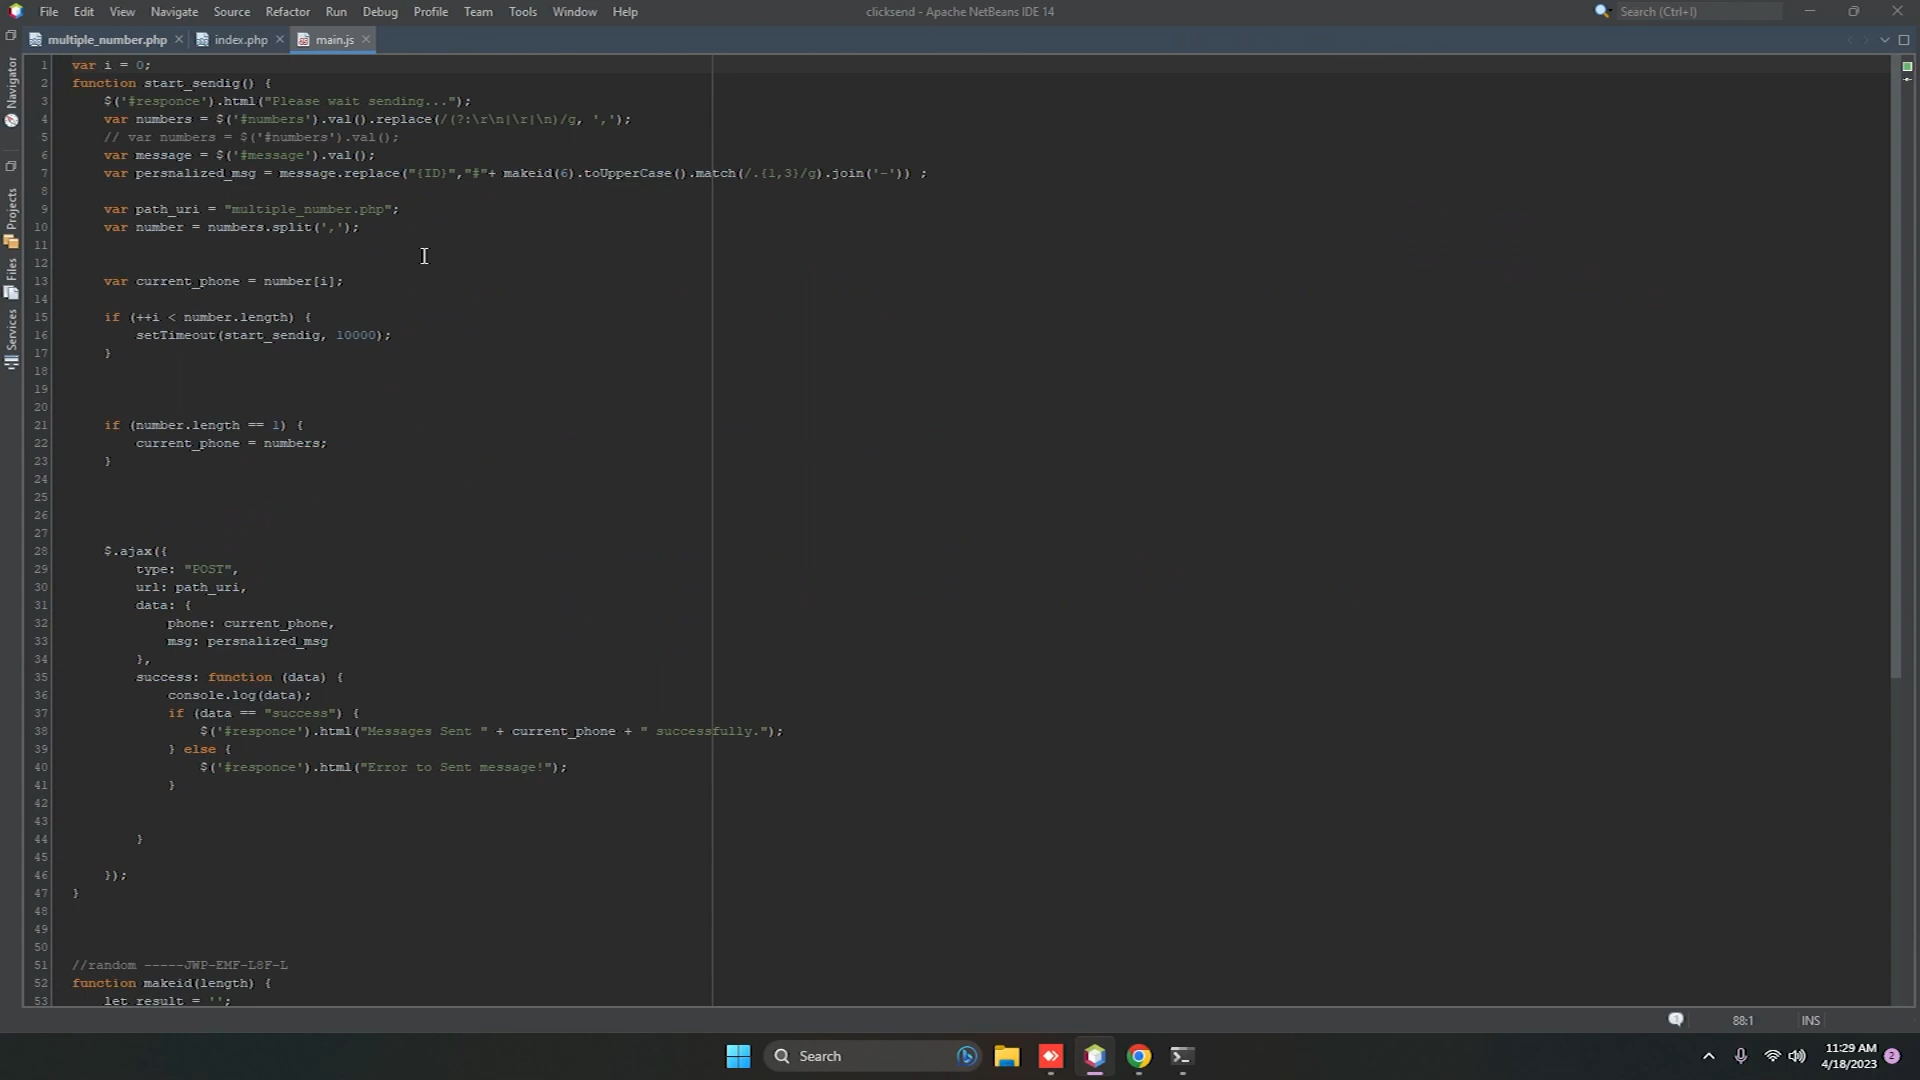 File Edit View Navigate Source Refactor Run Debug Profile Team Tools Window Help
clicksend - Apache NetBeans IDE 14
Search (Ctrl+I)
multiple_number.php
index.php
main.js
Navigator
Projects
Files
Services
1 var i = 0;
2 function start_sendig() {
3 $('#responce').html("Please wait sending...");
4 var numbers = $('#numbers').val().replace(/(?:\r\n|\r|\n)/g, ',');
5 // var numbers = $('#numbers').val();
6 var message = $('#message').val();
7 var persnalized_msg = message.replace("{ID}","#"+ makeid(6).toUpperCase().match(/.{1,3}/g).join('-')) ;
8
9 var path_uri = "multiple_number.php";
10 var number = numbers.split(',');
11
12
13 var current_phone = number[i];
14
15 if (++i < number.length) {
16 setTimeout(start_sendig, 10000);
17 }
18
19
20
21 if (number.length == 1) {
22 current_phone = numbers;
23 }
24
25
26
27
28 $.ajax({
29 type: "POST",
30 url: path_uri,
31 data: {
32 phone: current_phone,
33 msg: persnalized_msg
34 },
35 success: function (data) {
36 console.log(data);
37 if (data == "success") {
38 $('#responce').html("Messages Sent " + current_phone + " successfully.");
39 } else {
40 $('#responce').html("Error to Sent message!");
41 }
42
43
44 }
45
46 });
47 }
48
49
50
51 //random -----JWP-EMF-L8F-L
52 function makeid(length) {
53 let result = '';
88:1 INS
Search
11:29 AM
4/18/2023
2